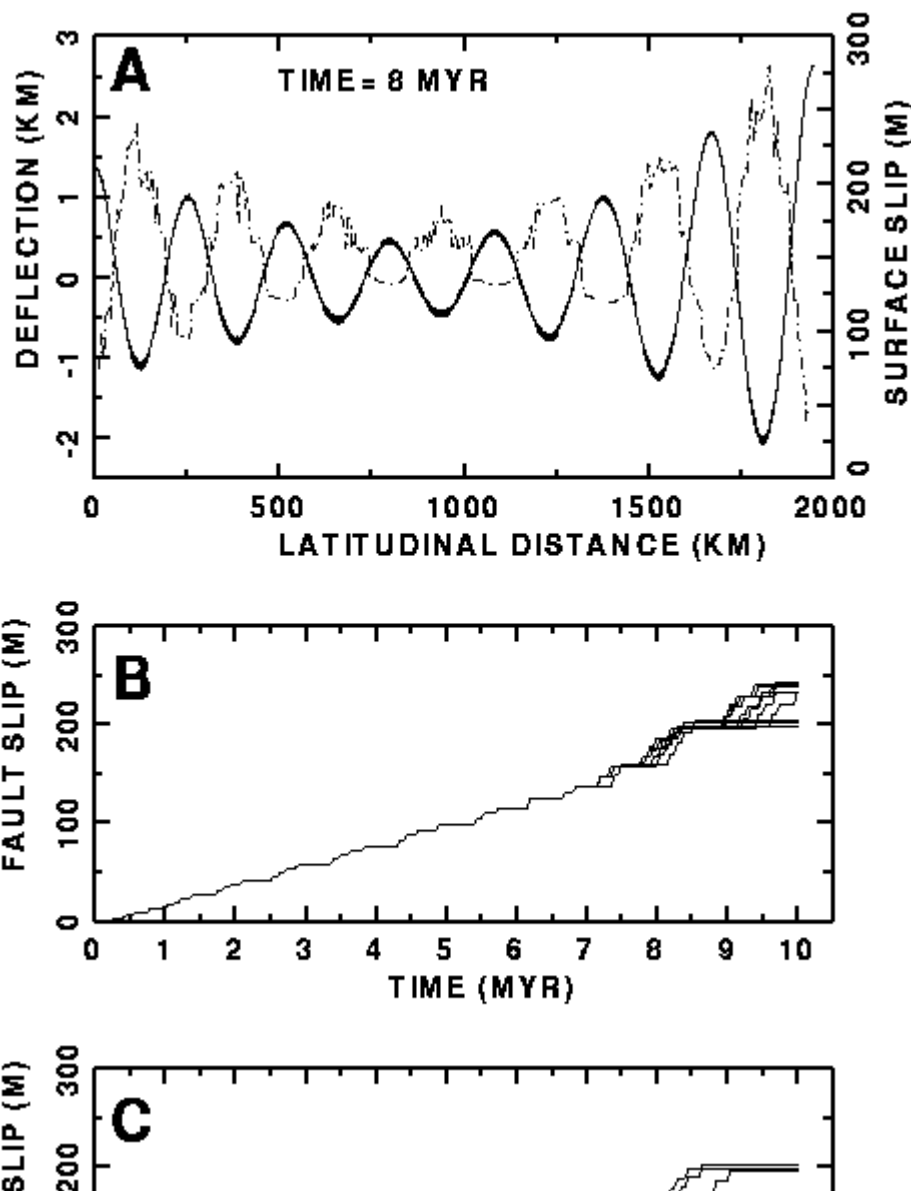 A
TIME= 8 MYR
DEFLECTION (KM)
3
2
1
0
-1
-2
SURFACE SLIP (M)
300
200
100
0
0 500 1000 1500 2000
LATITUDINAL DISTANCE (KM)
B
FAULT SLIP (M)
300
200
100
0
0 1 2 3 4 5 6 7 8 9 10
TIME (MYR)
C
SLIP (M)
300
200